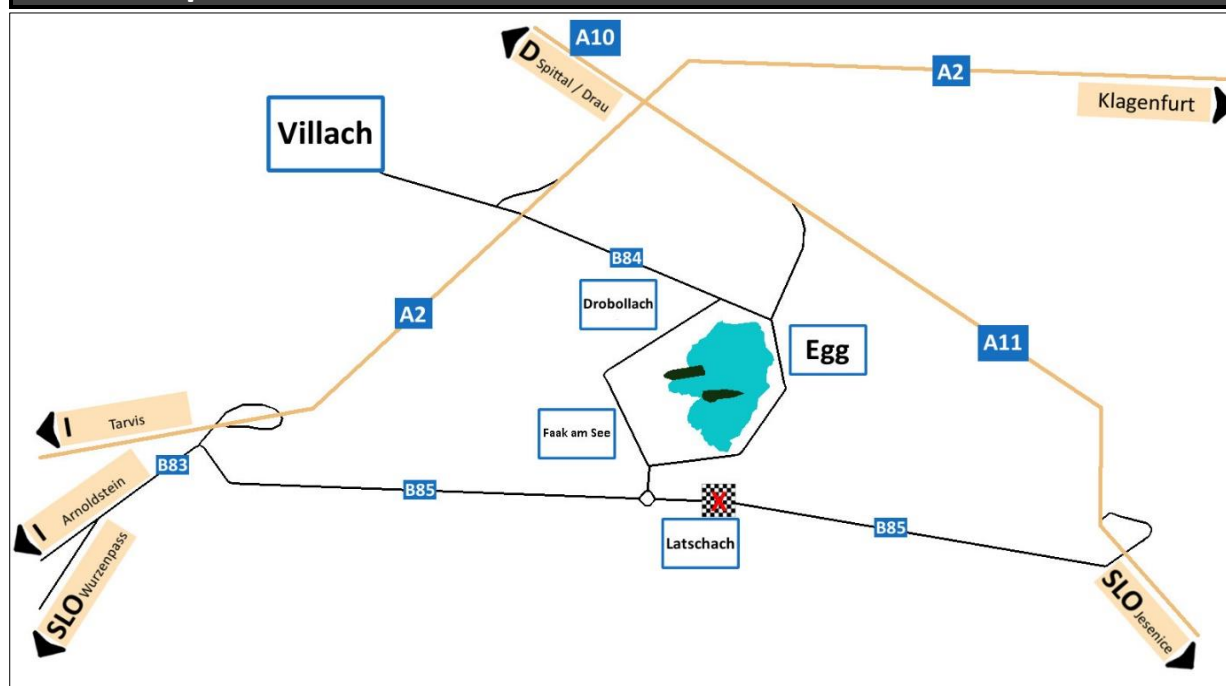 A10
D Spittal / Drau
A2
Klagenfurt
Villach
B84
Drobollach
A2
Egg
A11
I Tarvis
Faak am See
B83
I Arnoldstein
B85
X
Latschach
B85
SLO Wurzenpass
SLO Jesenice